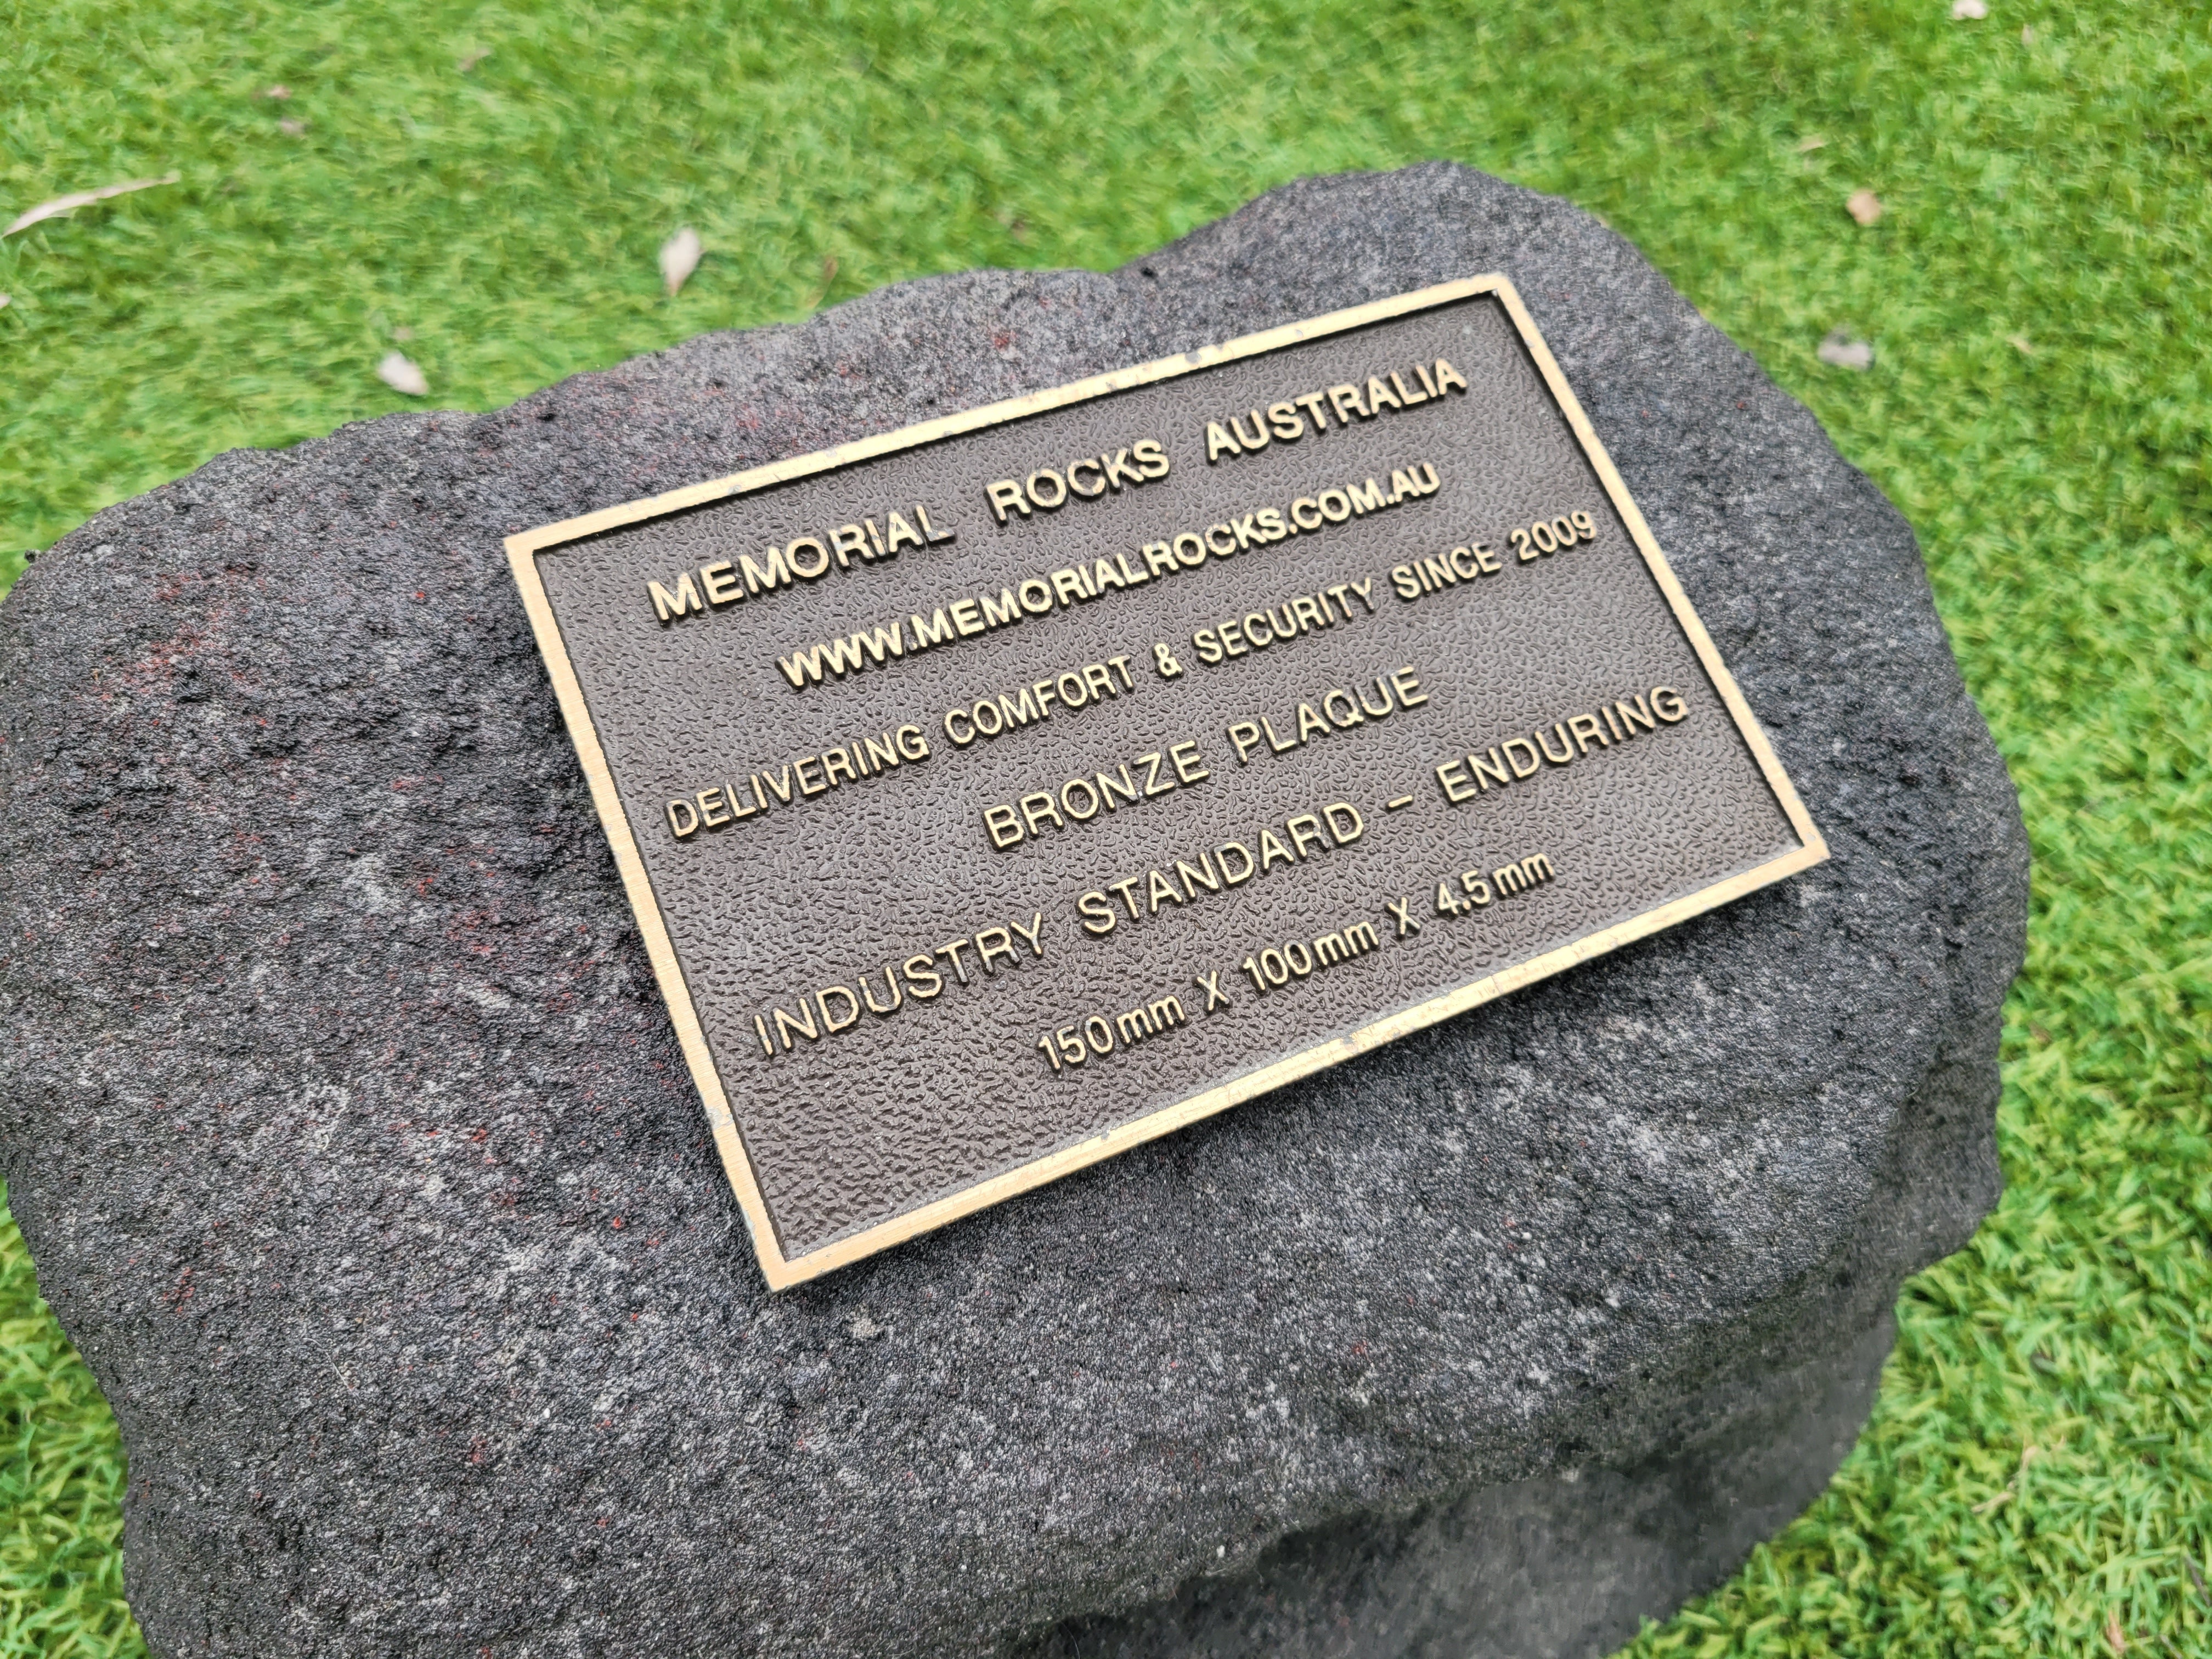 MEMORIAL ROCKS AUSTRALIA
WWW.MEMORIALROCKS.COM.AU
DELIVERING COMFORT & SECURITY SINCE 2009
BRONZE PLAQUE
INDUSTRY STANDARD – ENDURING
150mm X 100mm X 4.5mm